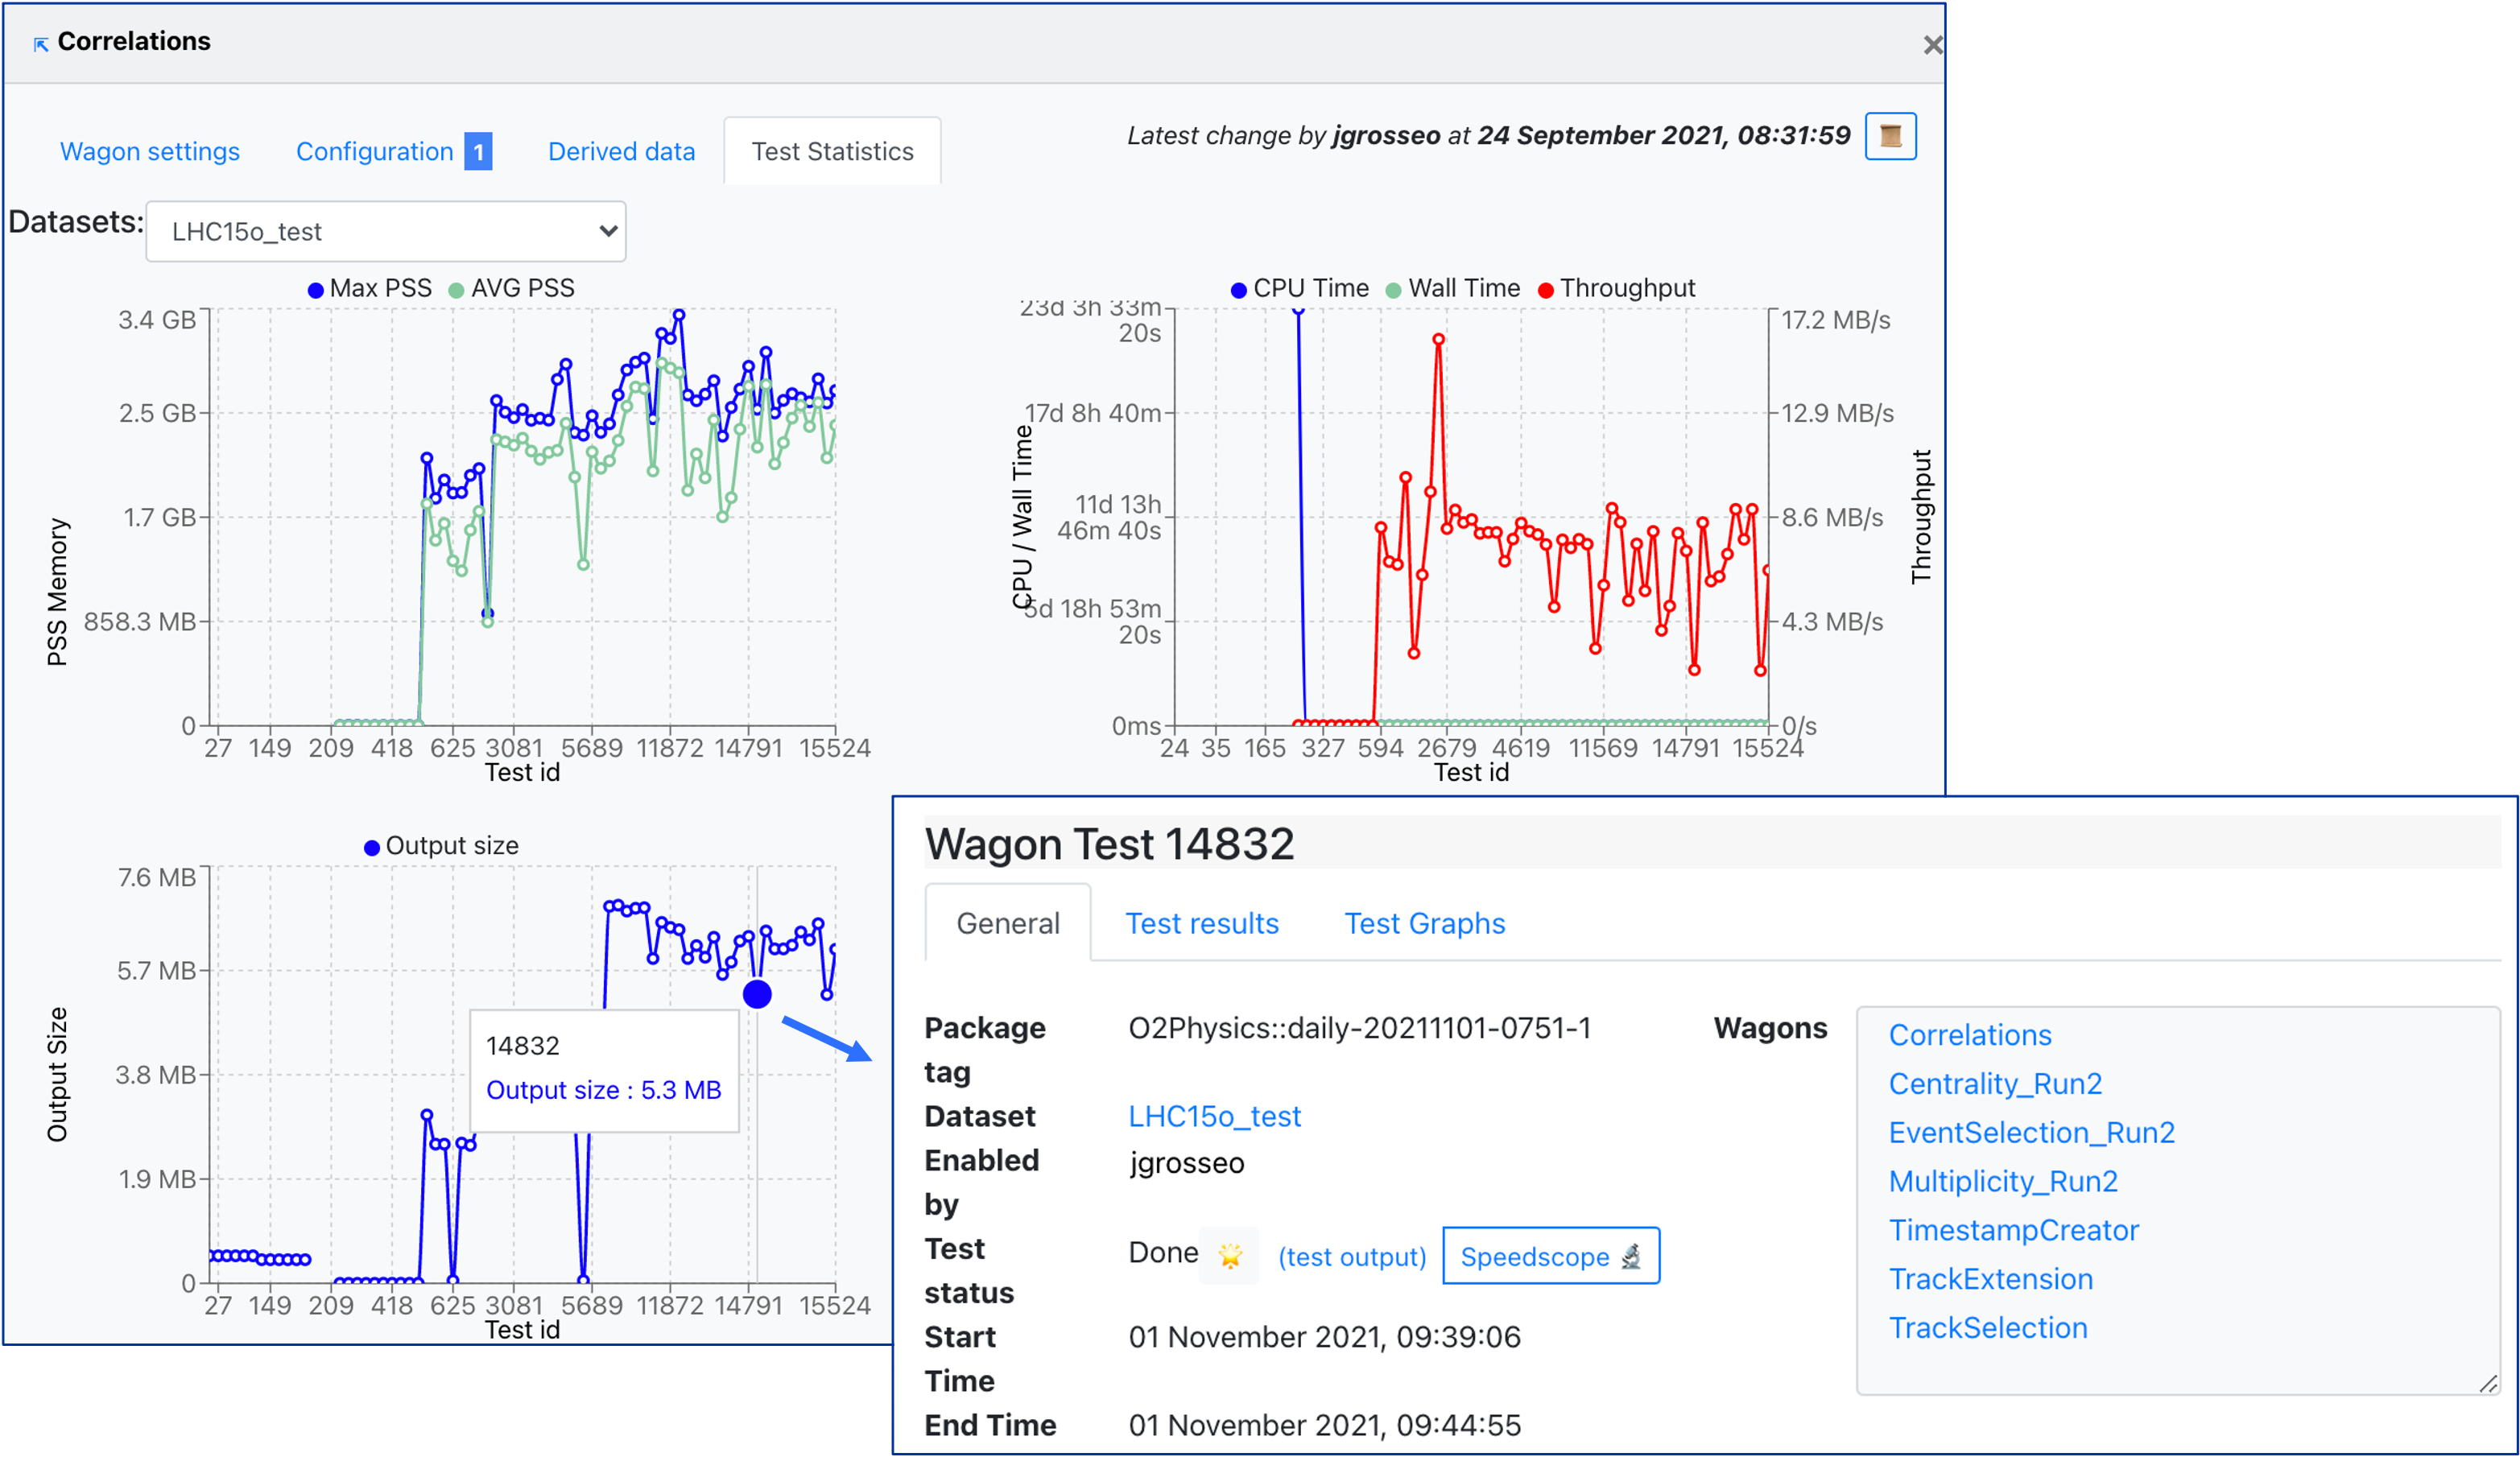 Correlations
×
Wagon settings
Configuration 1
Derived data
Test Statistics
Latest change by jgrosseo at 24 September 2021, 08:31:59
Datasets: LHC15o_test
Max PSS AVG PSS
3.4 GB
2.5 GB
1.7 GB
858.3 MB
0
PSS Memory
27 149 209 418 625 3081 5689 11872 14791 15524
Test id
CPU Time Wall Time Throughput
23d 3h 33m
20s
17d 8h 40m
11d 13h
46m 40s
5d 18h 53m
20s
0ms
CPU / Wall Time
17.2 MB/s
12.9 MB/s
8.6 MB/s
4.3 MB/s
0/s
Throughput
24 35 165 327 594 2679 4619 11569 14791 15524
Test id
Output size
7.6 MB
5.7 MB
3.8 MB
1.9 MB
0
Output Size
14832
Output size : 5.3 MB
27 149 209 418 625 3081 5689 11872 14791 15524
Test id
Wagon Test 14832
General
Test results
Test Graphs
Package
tag
O2Physics::daily-20211101-0751-1
Dataset
LHC15o_test
Enabled
by
jgrosseo
Test
status
Done (test output) Speedscope
Start
Time
01 November 2021, 09:39:06
End Time
01 November 2021, 09:44:55
Wagons
Correlations
Centrality_Run2
EventSelection_Run2
Multiplicity_Run2
TimestampCreator
TrackExtension
TrackSelection